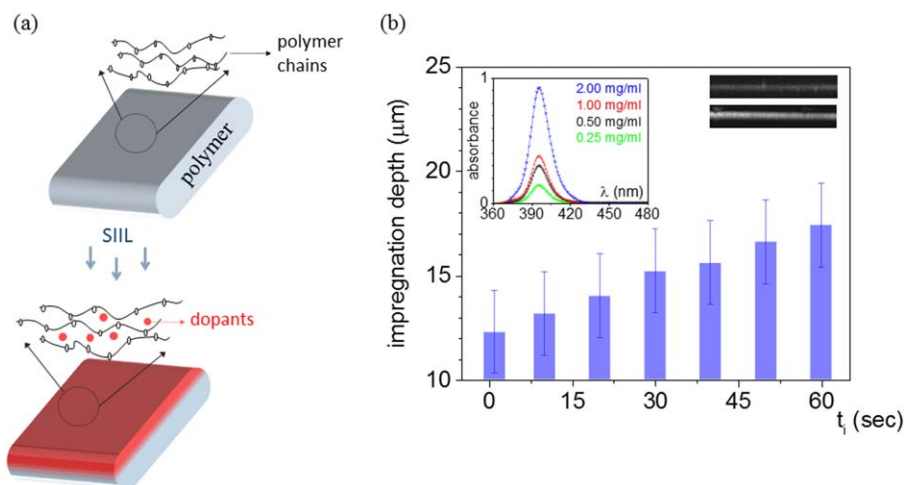 (a)
polymer
chains
polymer
SIIL
dopants
(b)
impregnation depth (μm)
25
20
15
10
0
15
30
45
60
t_i (sec)
absorbance
1
0
360
390
420
450
480
λ (nm)
2.00 mg/ml
1.00 mg/ml
0.50 mg/ml
0.25 mg/ml